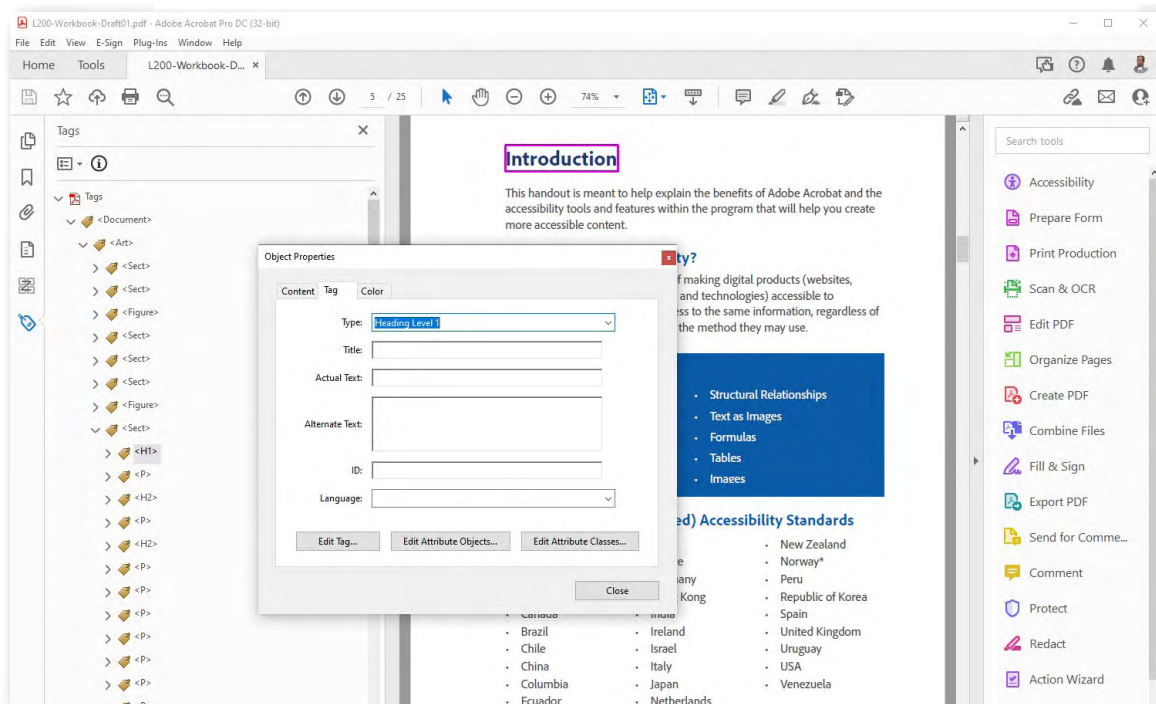 L200-Workbook-Draft01.pdf - Adobe Acrobat Pro DC (32-bit)
File Edit View E-Sign Plug-Ins Window Help
Home Tools L200-Workbook-D... ×
5 / 25 74%
Tags
Tags
<Document>
<Art>
<Sect>
<Sect>
<Figure>
<Sect>
<Sect>
<Sect>
<Figure>
<Sect>
<H1>
<P>
<H2>
<P>
<H2>
<P>
<P>
<P>
<P>
<P>
<P>
Object Properties
Content Tag Color
Type: Heading Level 1
Title:
Actual Text:
Alternate Text:
ID:
Language:
Edit Tag... Edit Attribute Objects... Edit Attribute Classes...
Close
Introduction
This handout is meant to help explain the benefits of Adobe Acrobat and the
accessibility tools and features within the program that will help you create
more accessible content.
ty?
f making digital products (websites,
and technologies) accessible to
ess to the same information, regardless of
the method they may use.
• Structural Relationships
• Text as Images
• Formulas
• Tables
• Images
ed) Accessibility Standards
• New Zealand
e • Norway*
any • Peru
Kong • Republic of Korea
• Canada • India • Spain
• Brazil • Ireland • United Kingdom
• Chile • Israel • Uruguay
• China • Italy • USA
• Columbia • Japan • Venezuela
• Ecuador • Netherlands
Search tools
Accessibility
Prepare Form
Print Production
Scan & OCR
Edit PDF
Organize Pages
Create PDF
Combine Files
Fill & Sign
Export PDF
Send for Comme...
Comment
Protect
Redact
Action Wizard